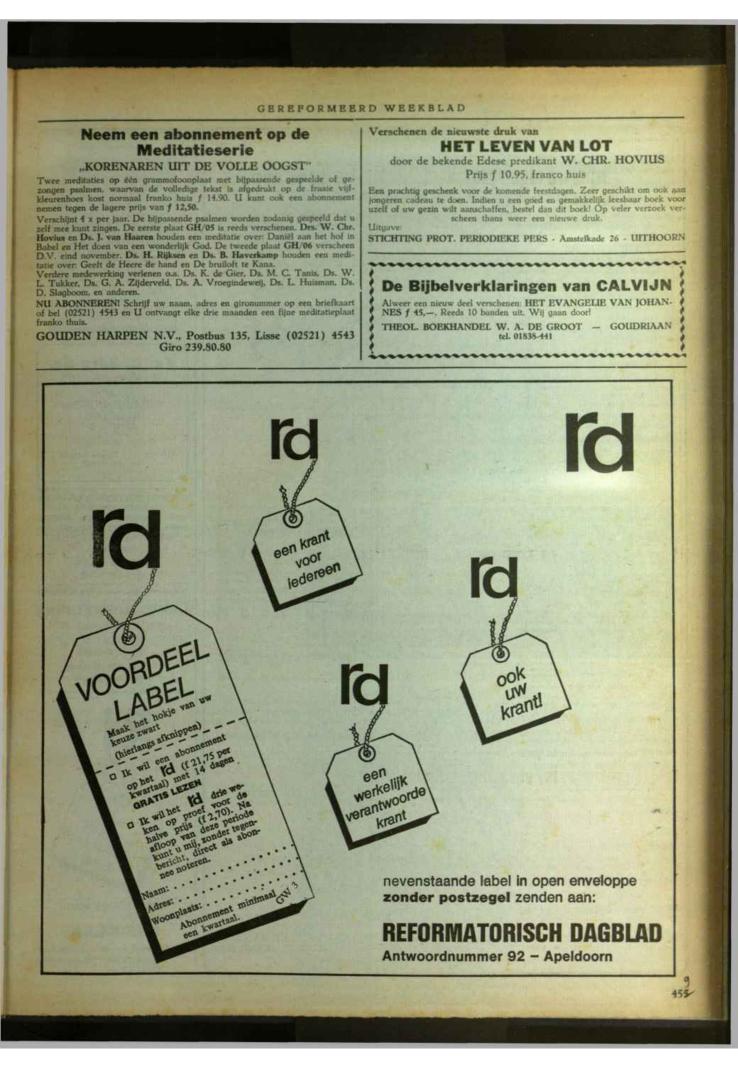 GEREFORMEERD WEEKBLAD
Neem een abonnement op de
Meditatieserie
„KORENAREN UIT DE VOLLE OOGST"
Twee meditaties op één grammofoonplaat met bijpassende gespeelde of ge-
zongen psalmen, waarvan de volledige tekst is afgedrukt op de fraaie vijf-
kleurenhoes kost normaal franko huis f 14.90. U kunt ook een abonnement
nemen tegen de lagere prijs van f 12,50.
Verschijnt 4 x per jaar. De bijpassende psalmen worden zodanig gespeeld dat u
zelf mee kunt zingen. De eerste plaat GH/05 is reeds verschenen. Drs. W. Chr.
Hovius en Ds. J. van Haaren houden een meditatie over: Daniël aan het hof in
Babel en Het doen van een wonderlijk God. De tweede plaat GH/06 verscheen
D.V. eind november. Ds. H. Rijksen en Ds. B. Haverkamp houden een medi-
tatie over: Geeft de Heere de hand en De bruiloft te Kana.
Verdere medewerking verlenen o.a. Ds. K. de Gier, Ds. M. C. Tanis, Ds. W.
L. Tukker, Ds. G. A. Zijderveld, Ds. A. Vroegindeweij, Ds. L. Huisman, Ds.
D. Slagboom, en anderen.
NU ABONNEREN! Schrijf uw naam, adres en gironummer op een briefkaart
of bel (02521) 4543 en U ontvangt elke drie maanden een fijne meditatieplaat
franko thuis.
GOUDEN HARPEN N.V., Postbus 135, Lisse (02521) 4543
Giro 239.80.80
Verschenen de nieuwste druk van
HET LEVEN VAN LOT
door de bekende Edese predikant W. CHR. HOVIUS
Prijs f 10.95, franco huis
Een prachtig geschenk voor de komende feestdagen. Zeer geschikt om ook aan
jongeren cadeau te doen. Indien u een goed en gemakkelijk leesbaar boek voor
uzelf of uw gezin wilt aanschaffen, bestel dan dit boek! Op veler verzoek ver-
scheen thans weer een nieuwe druk.
Uitgave:
STICHTING PROT. PERIODIEKE PERS - Amstelkade 26 - UITHOORN
De Bijbelverklaringen van CALVIJN
Alweer een nieuw deel verschenen: HET EVANGELIE VAN JOHAN-
NES f 45,—. Reeds 10 banden uit. Wij gaan door!
THEOL. BOEKHANDEL W. A. DE GROOT — GOUDRIAAN
tel. 01838-441
rd
rd
een krant
voor
iedereen
rd
VOORDEEL
LABEL
Maak het hokje van uw
keuze zwart
(hierlangs afknippen)
□ Ik wil een abonnement
op het rd (f 21,75 per
kwartaal) met 14 dagen
GRATIS LEZEN
□ Ik wil het rd drie we-
ken op proef voor de
halve prijs (f 2,70). Na
afloop van deze periode
kunt u mij, zonder tegen-
bericht, direct als abon-
nee noteren.
Naam: . . . . . . . . . . . . .
Adres: . . . . . . . . . . . . .
Woonplaats: . . . . . . . . . .
Abonnement minimaal
een kwartaal. GW 3
rd
ook
uw
krant!
rd
een
werkelijk
verantwoorde
krant
nevenstaande label in open enveloppe
zonder postzegel zenden aan:
REFORMATORISCH DAGBLAD
Antwoordnummer 92 – Apeldoorn
9
455